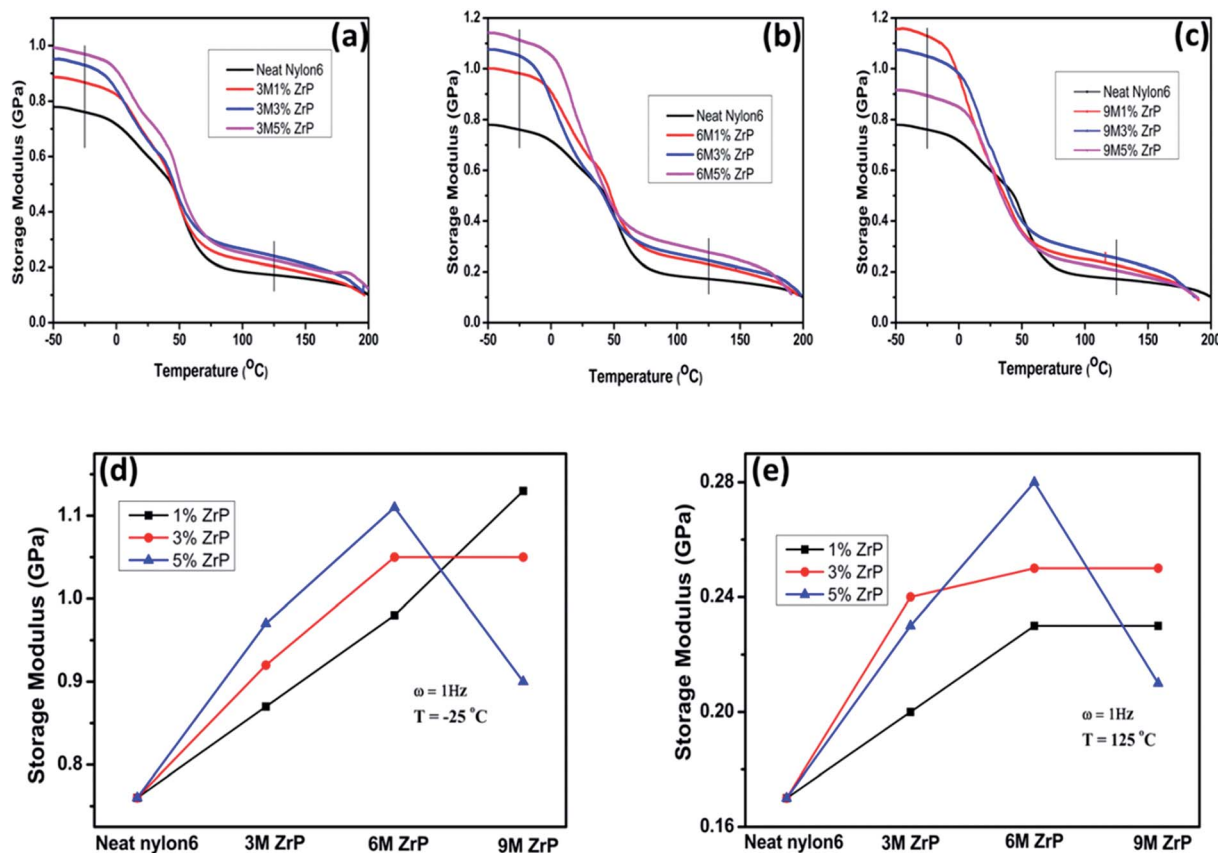 (a)
Storage Modulus (GPa)
1.0
0.8
0.6
0.4
0.2
0.0
Neat Nylon6
3M1% ZrP
3M3% ZrP
3M5% ZrP
-50 0 50 100 150 200
Temperature (°C)
(b)
Storage Modulus (GPa)
1.2
1.0
0.8
0.6
0.4
0.2
0.0
Neat Nylon6
6M1% ZrP
6M3% ZrP
6M5% ZrP
-50 0 50 100 150 200
Temperature (°C)
(c)
Storage Modulus (GPa)
1.2
1.0
0.8
0.6
0.4
0.2
0.0
Neat Nylon6
9M1% ZrP
9M3% ZrP
9M5% ZrP
-50 0 50 100 150 200
Temperature (°C)
(d)
Storage Modulus (GPa)
1.1
1.0
0.9
0.8
1% ZrP
3% ZrP
5% ZrP
ω = 1Hz
T = -25 °C
Neat nylon6 3M ZrP 6M ZrP 9M ZrP
(e)
Storage Modulus (GPa)
0.28
0.24
0.20
0.16
1% ZrP
3% ZrP
5% ZrP
ω = 1Hz
T = 125 °C
Neat nylon6 3M ZrP 6M ZrP 9M ZrP